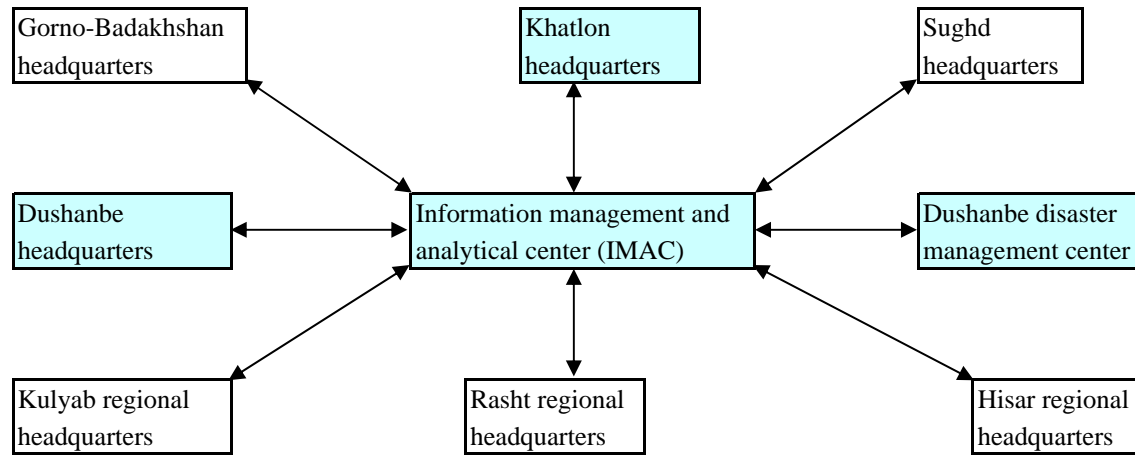 Gorno-Badakhshan
headquarters
Khatlon
headquarters
Sughd
headquarters
Dushanbe
headquarters
Information management and
analytical center (IMAC)
Dushanbe disaster
management center
Kulyab regional
headquarters
Rasht regional
headquarters
Hisar regional
headquarters